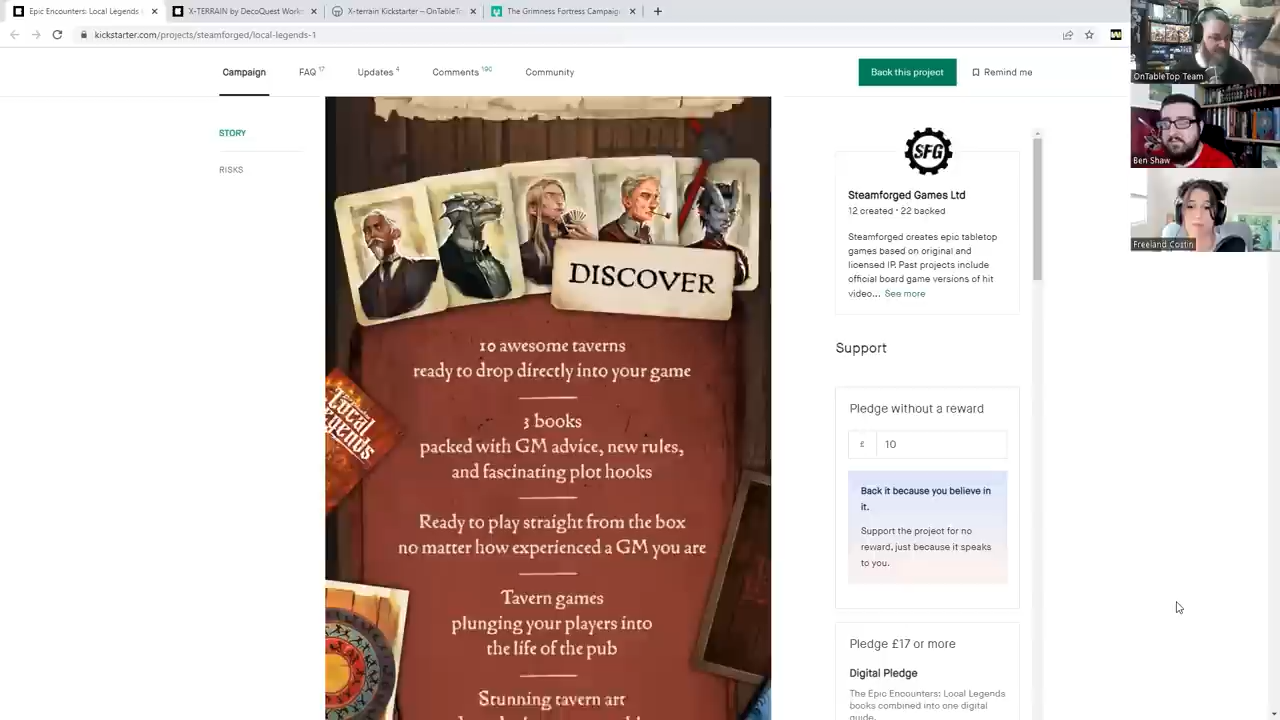 Epic Encounters: Local Legends
X-TERRAIN by DecoQuest Works
X-terrain Kickstarter – OnTableTo
The Grimness Fortress Campaig
kickstarter.com/projects/steamforged/local-legends-1
Campaign
FAQ 17
Updates 4
Comments 190
Community
Back this project
Remind me
STORY
RISKS
DISCOVER
10 awesome taverns
ready to drop directly into your game
3 books
packed with GM advice, new rules,
and fascinating plot hooks
Ready to play straight from the box
no matter how experienced a GM you are
Tavern games
plunging your players into
the life of the pub
Stunning tavern art
Local
Legends
SFG
Steamforged Games Ltd
12 created • 22 backed
Steamforged creates epic tabletop
games based on original and
licensed IP. Past projects include
official board game versions of hit
video... See more
Support
Pledge without a reward
£ 10
Back it because you believe in
it.
Support the project for no
reward, just because it speaks
to you.
Pledge £17 or more
Digital Pledge
The Epic Encounters: Local Legends
books combined into one digital
guide.
OnTableTop Team
Ben Shaw
Freeland Costin